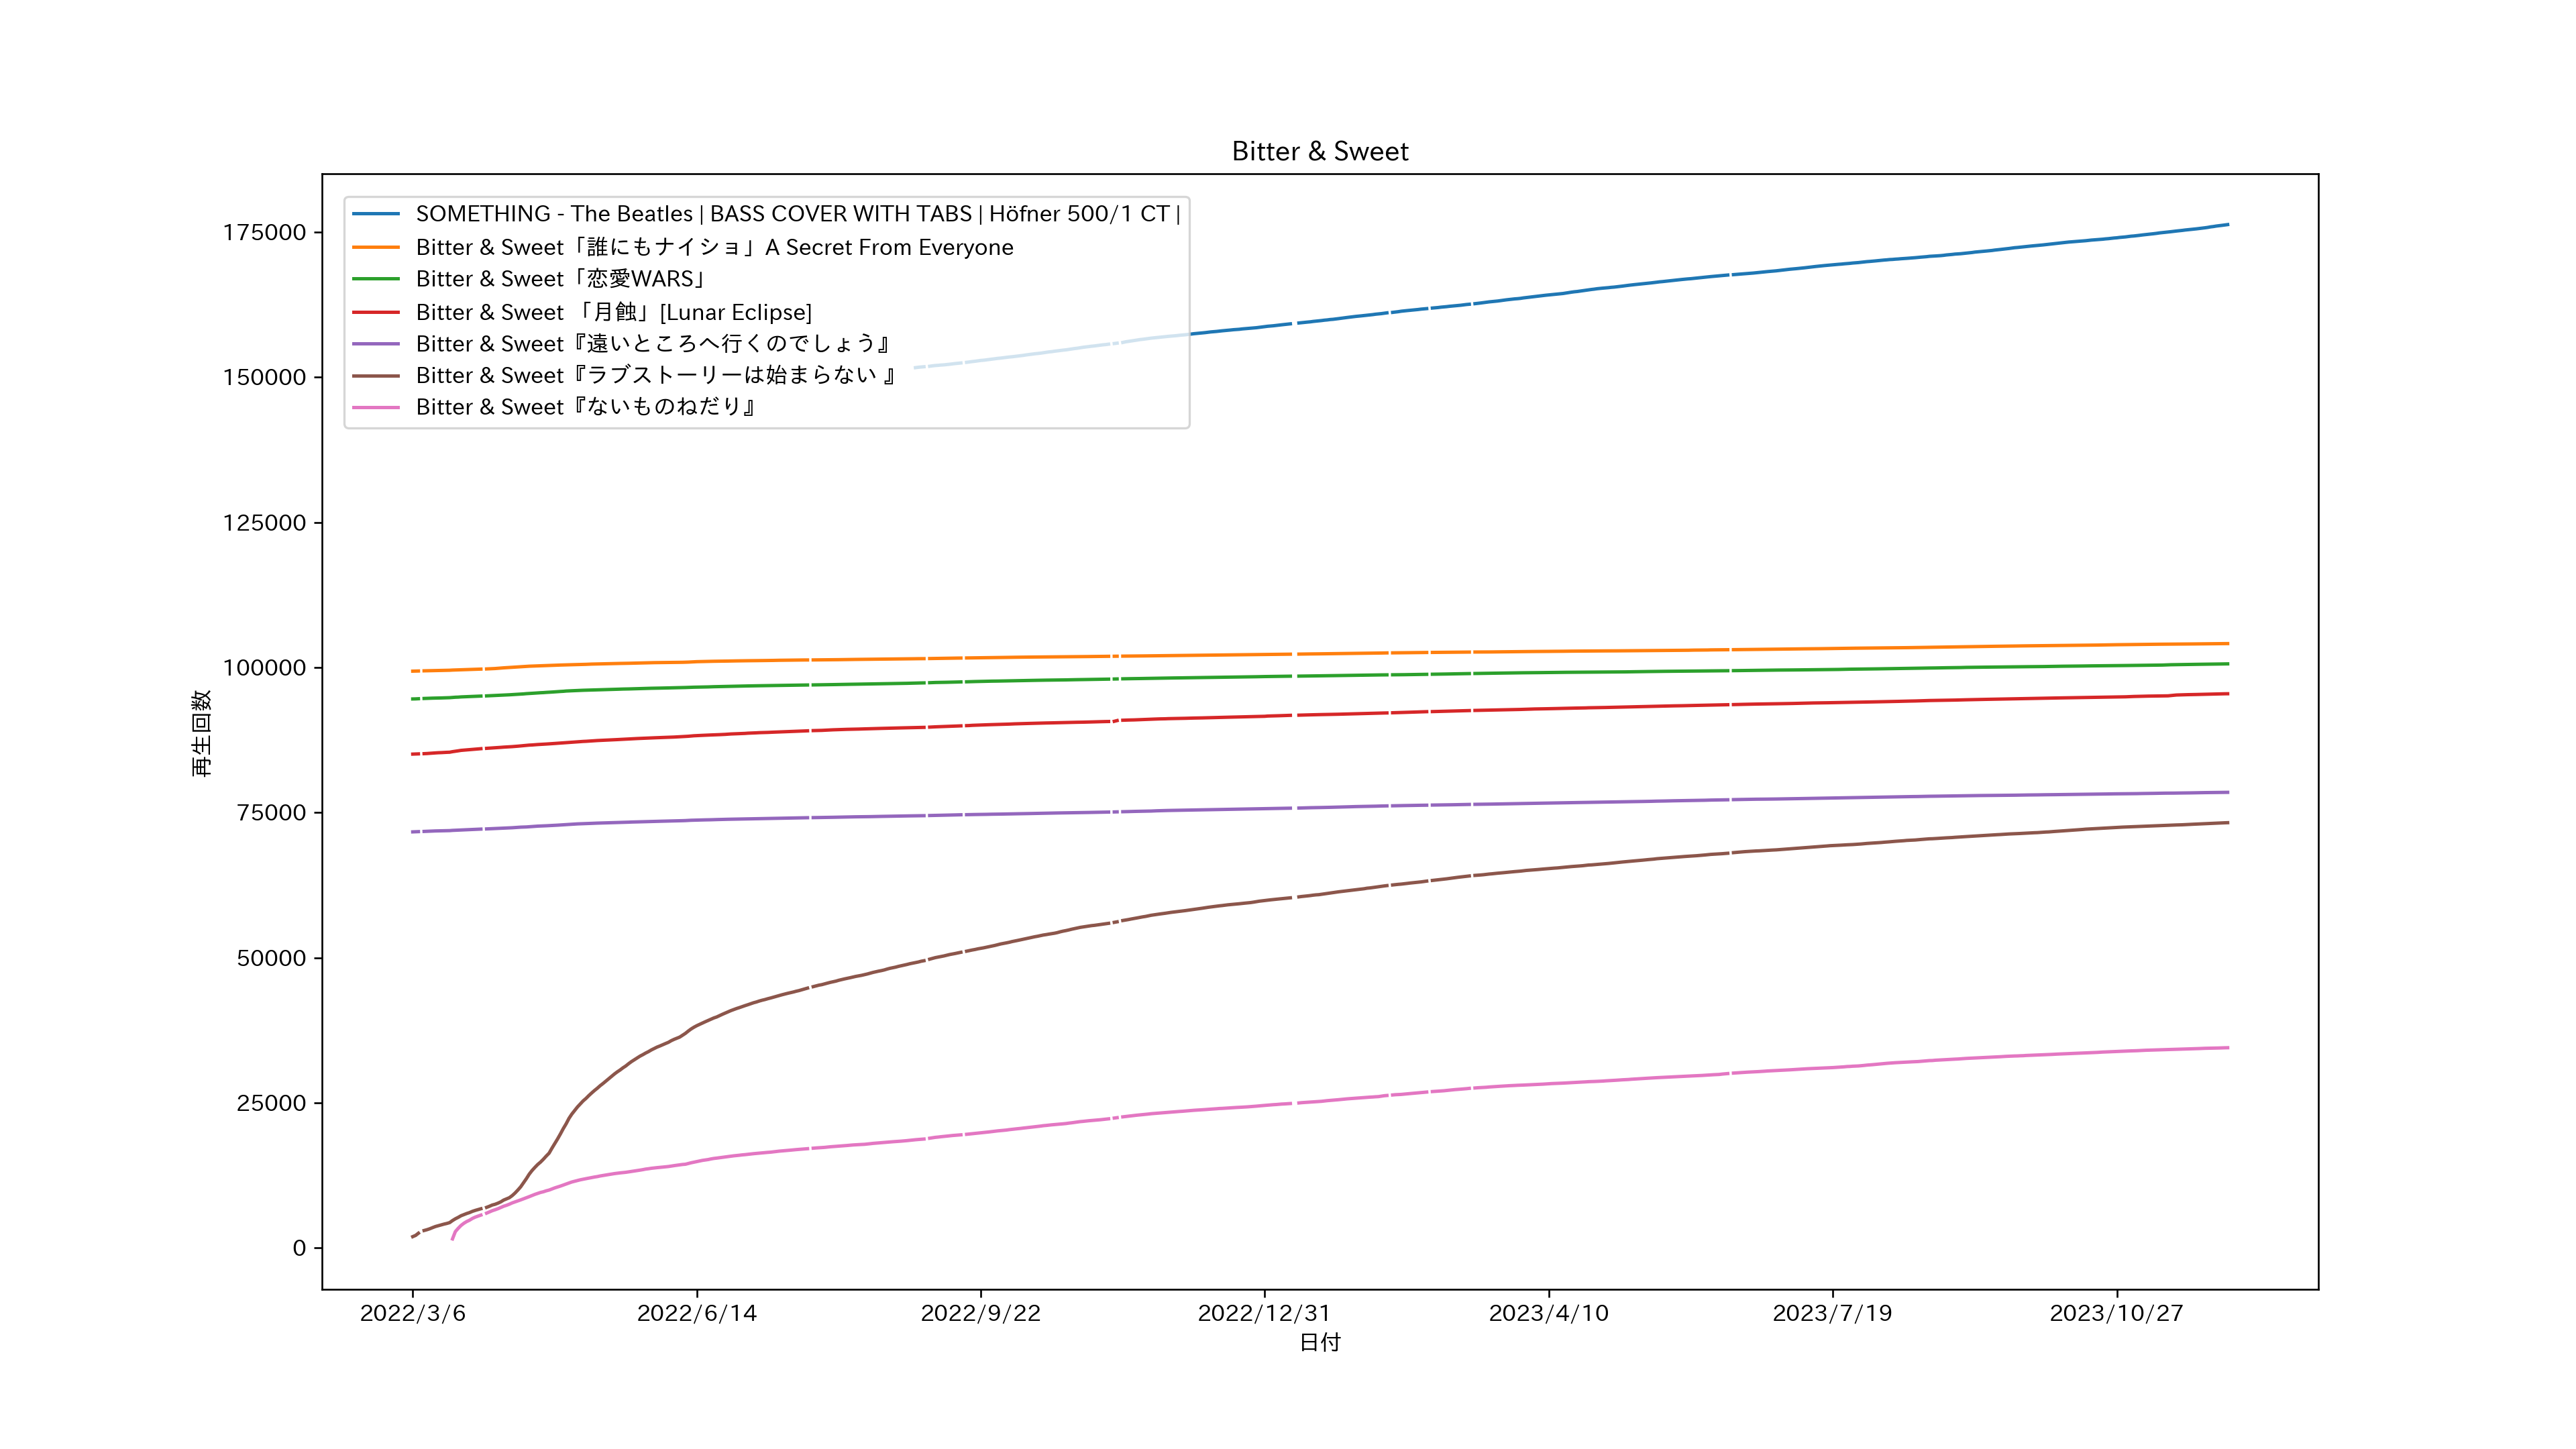 Bitter & Sweet
SOMETHING - The Beatles | BASS COVER WITH TABS | Höfner 500/1 CT |
Bitter & Sweet「誰にもナイショ」A Secret From Everyone
Bitter & Sweet「恋愛WARS」
Bitter & Sweet 「月蝕」[Lunar Eclipse]
Bitter & Sweet『遠いところへ行くのでしょう』
Bitter & Sweet『ラブストーリーは始まらない 』
Bitter & Sweet『ないものねだり』
再生回数
175000
150000
125000
100000
75000
50000
25000
0
2022/3/6 2022/6/14 2022/9/22 2022/12/31 2023/4/10 2023/7/19 2023/10/27
日付